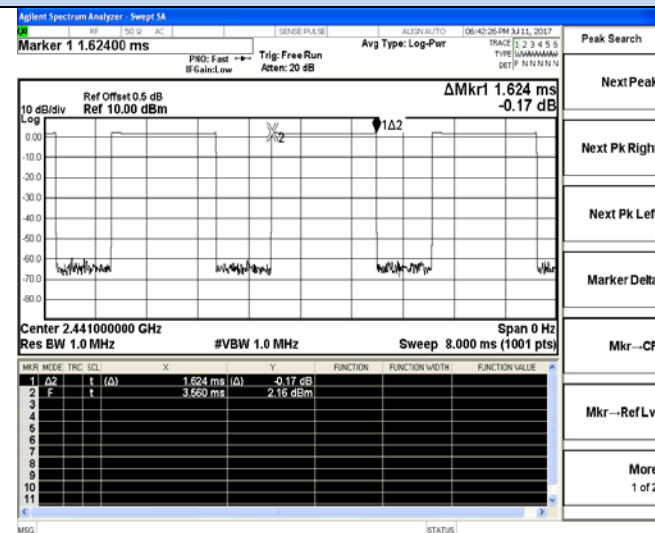 Agilent Spectrum Analyzer - Swept SA
RF 50 Ω AC SENSE:PULSE ALIGN AUTO 06:42:26 PM Jul 11, 2017
Marker 1 1.62400 ms
PNO: Fast Trig: Free Run
IFGain:Low Atten: 20 dB
Avg Type: Log-Pwr
TRACE 1 2 3 4 5 6
TYPE WWWWWW
DET P N N N N N
Ref Offset 0.5 dB
10 dB/div Ref 10.00 dBm
Log
ΔMkr1 1.624 ms
-0.17 dB
0.00
-10.0
-20.0
-30.0
-40.0
-50.0
-60.0
-70.0
-80.0
X2
1Δ2
Center 2.441000000 GHz Span 0 Hz
Res BW 1.0 MHz #VBW 1.0 MHz Sweep 8.000 ms (1001 pts)
MKR MODE TRC SCL X Y FUNCTION FUNCTION WIDTH FUNCTION VALUE
1 Δ2 t (Δ) 1.624 ms (Δ) -0.17 dB
2 F t 3.560 ms 2.16 dBm
3
4
5
6
7
8
9
10
11
MSG STATUS
Peak Search
Next Peak
Next Pk Right
Next Pk Left
Marker Delta
Mkr→CF
Mkr→Ref Lv
More
1 of 2